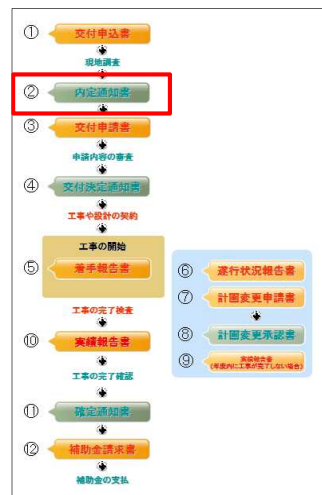 ① 交付申込書
現地調査
② 内定通知書
③ 交付申請書
申請内容の審査
④ 交付決定通知書
工事や設計の契約
工事の開始
⑤ 着手報告書
⑥ 遂行状況報告書
⑦ 計画変更申請書
⑧ 計画変更承認書
⑨ 実績報告書
(年度内に工事が完了しない場合)
工事の完了検査
⑩ 実績報告書
工事の完了確認
⑪ 確定通知書
⑫ 補助金請求書
補助金の支払